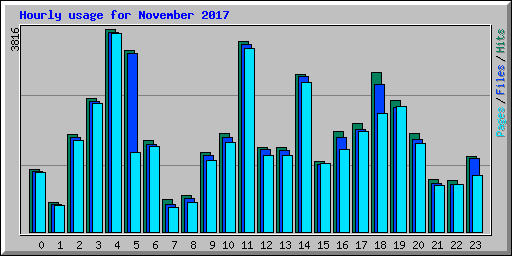 Hourly usage for November 2017
3816
Pages/Files/Hits
0 1 2 3 4 5 6 7 8 9 10 11 12 13 14 15 16 17 18 19 20 21 22 23